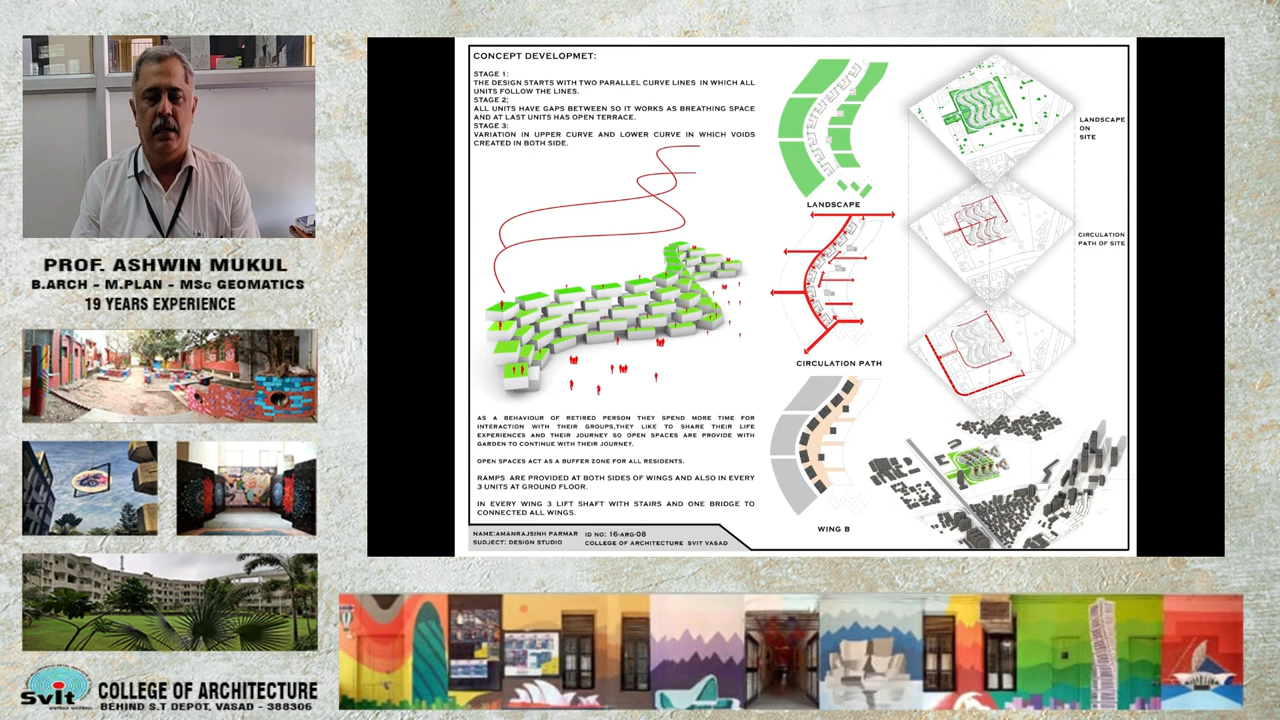 PROF. ASHWIN MUKUL
B.ARCH - M.PLAN - MSc GEOMATICS
19 YEARS EXPERIENCE
Svit
COLLEGE OF ARCHITECTURE
BEHIND S.T DEPOT, VASAD - 388306
CONCEPT DEVELOPMET:
STAGE 1:
THE DESIGN STARTS WITH TWO PARALLEL CURVE LINES IN WHICH ALL
UNITS FOLLOW THE LINES.
STAGE 2;
ALL UNITS HAVE GAPS BETWEEN SO IT WORKS AS BREATHING SPACE
AND AT LAST UNITS HAS OPEN TERRACE.
STAGE 3:
VARIATION IN UPPER CURVE AND LOWER CURVE IN WHICH VOIDS
CREATED IN BOTH SIDE.
AS A BEHAVIOUR OF RETIRED PERSON THEY SPEND MORE TIME FOR
INTERACTION WITH THEIR GROUPS,THEY LIKE TO SHARE THEIR LIFE
EXPERIENCES AND THEIR JOURNEY SO OPEN SPACES ARE PROVIDE WITH
GARDEN TO CONTINUE WITH THEIR JOURNEY.
OPEN SPACES ACT AS A BUFFER ZONE FOR ALL RESIDENTS.
RAMPS ARE PROVIDED AT BOTH SIDES OF WINGS AND ALSO IN EVERY
3 UNITS AT GROUND FLOOR.
IN EVERY WING 3 LIFT SHAFT WITH STAIRS AND ONE BRIDGE TO
CONNECTED ALL WINGS.
NAME:AMANRAJSINH PARMAR ID NO: 16-ARG-08
SUDJECT: DESIGN STUDIO COLLEGE OF ARCHITECTURE SVIT VASAD
LANDSCAPE
CIRCULATION PATH
WING B
LANDSCAPE
ON
SITE
CIRCULATION
PATH OF SITE